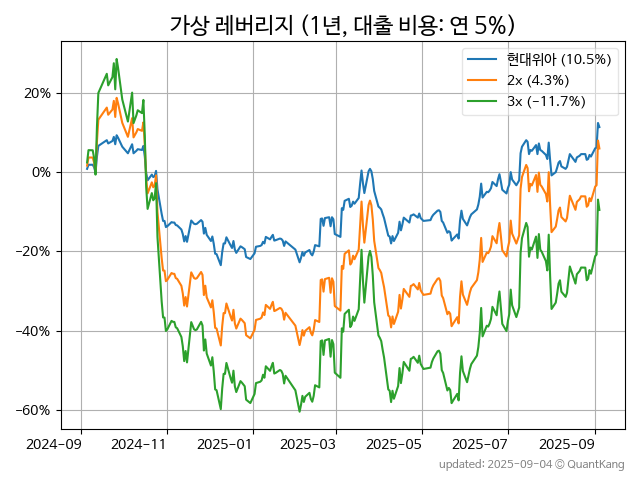 가상 레버리지 (1년, 대출 비용: 연 5%)
현대위아 (10.5%)
2x (4.3%)
3x (−11.7%)
20%
0%
−20%
−40%
−60%
2024−09 2024−11 2025−01 2025−03 2025−05 2025−07 2025−09
updated: 2025-09-04 © QuantKang